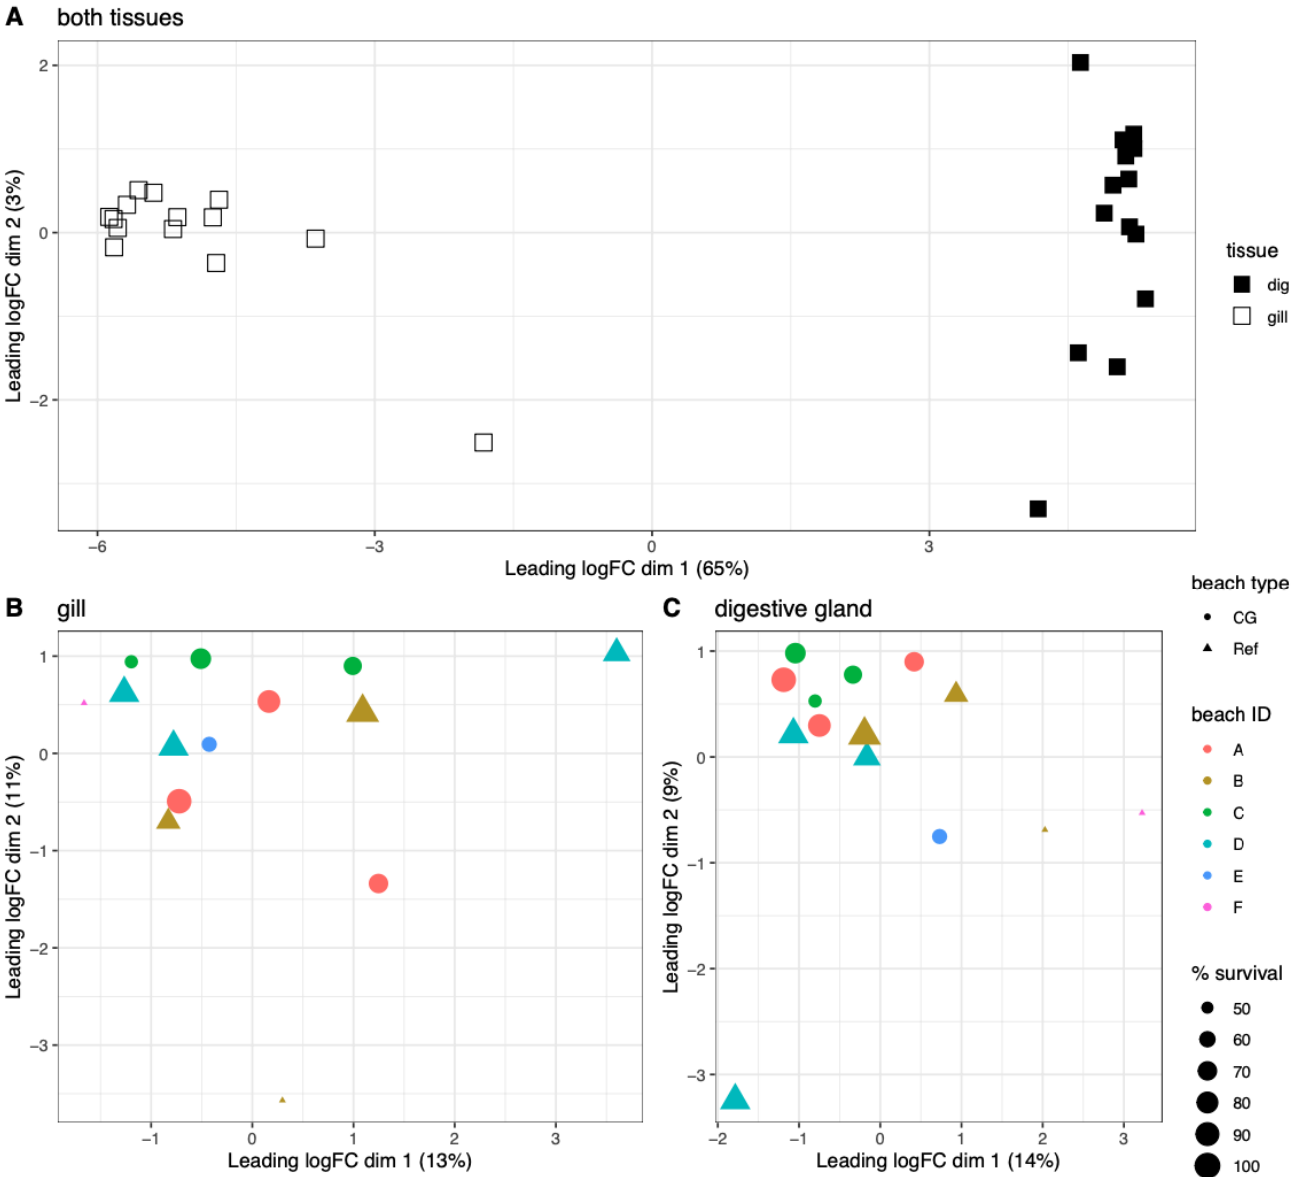 A both tissues
2
0
−2
Leading logFC dim 2 (3%)
−6 −3 0 3
Leading logFC dim 1 (65%)
tissue
dig
gill
B gill
1
0
−1
−2
−3
Leading logFC dim 2 (11%)
−1 0 1 2 3
Leading logFC dim 1 (13%)
C digestive gland
1
0
−1
−2
−3
Leading logFC dim 2 (9%)
−2 −1 0 1 2 3
Leading logFC dim 1 (14%)
beach type
CG
Ref
beach ID
A
B
C
D
E
F
% survival
50
60
70
80
90
100